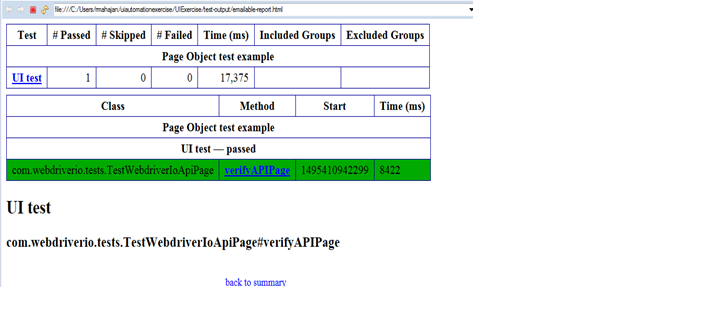 file:///C:/Users/mahajan/uiautomationexercise/UIExercise/test-output/emailable-report.html
Test # Passed # Skipped # Failed Time (ms) Included Groups Excluded Groups
Page Object test example
UI test 1 0 0 17,375
Class Method Start Time (ms)
Page Object test example
UI test — passed
com.webdriverio.tests.TestWebdriverIoApiPage verifyAPIPage 1495410942299 8422
UI test
com.webdriverio.tests.TestWebdriverIoApiPage#verifyAPIPage
back to summary